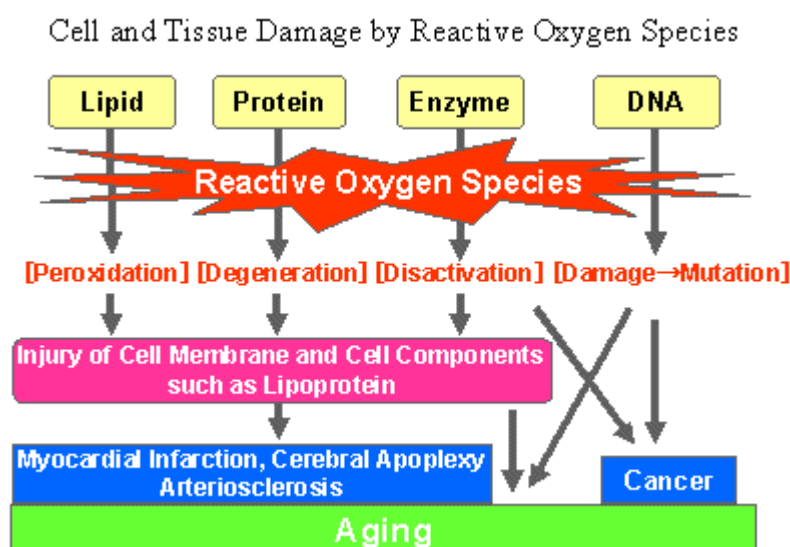 Cell and Tissue Damage by Reactive Oxygen Species
Lipid Protein Enzyme DNA
Reactive Oxygen Species
[Peroxidation] [Degeneration] [Disactivation] [Damage→Mutation]
Injury of Cell Membrane and Cell Components
such as Lipoprotein
Myocardial Infarction, Cerebral Apoplexy
Arteriosclerosis
Cancer
Aging